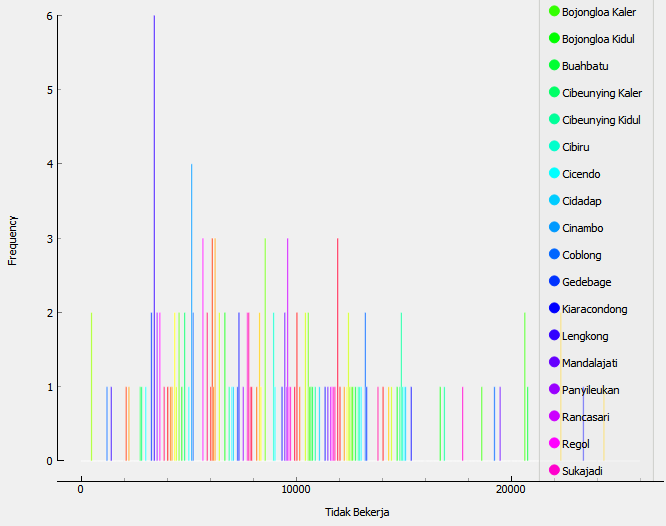 6
5
4
3
2
1
0
Frequency
0
10000
20000
Tidak Bekerja
Bojongloa Kaler
Bojongloa Kidul
Buahbatu
Cibeunying Kaler
Cibeunying Kidul
Cibiru
Cicendo
Cidadap
Cinambo
Coblong
Gedebage
Kiaracondong
Lengkong
Mandalajati
Panyileukan
Rancasari
Regol
Sukajadi